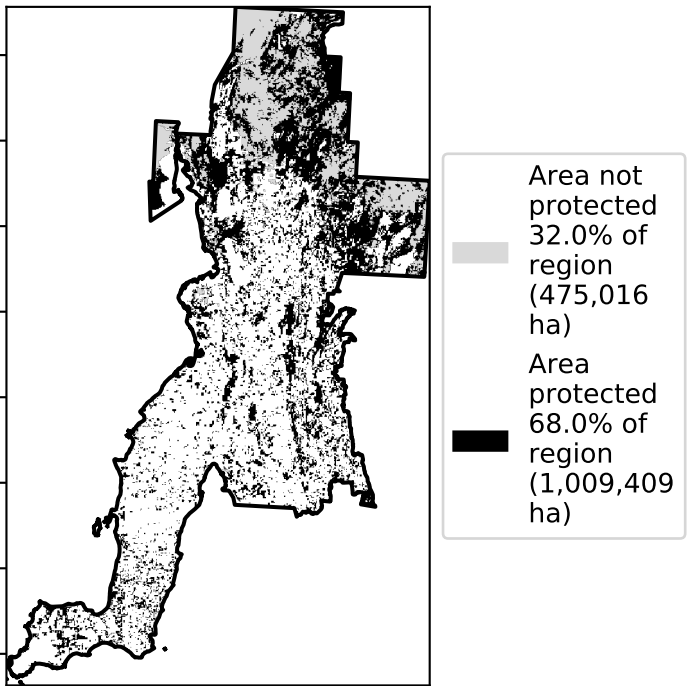 Area not
protected
32.0% of
region
(475,016
ha)
Area
protected
68.0% of
region
(1,009,409
ha)